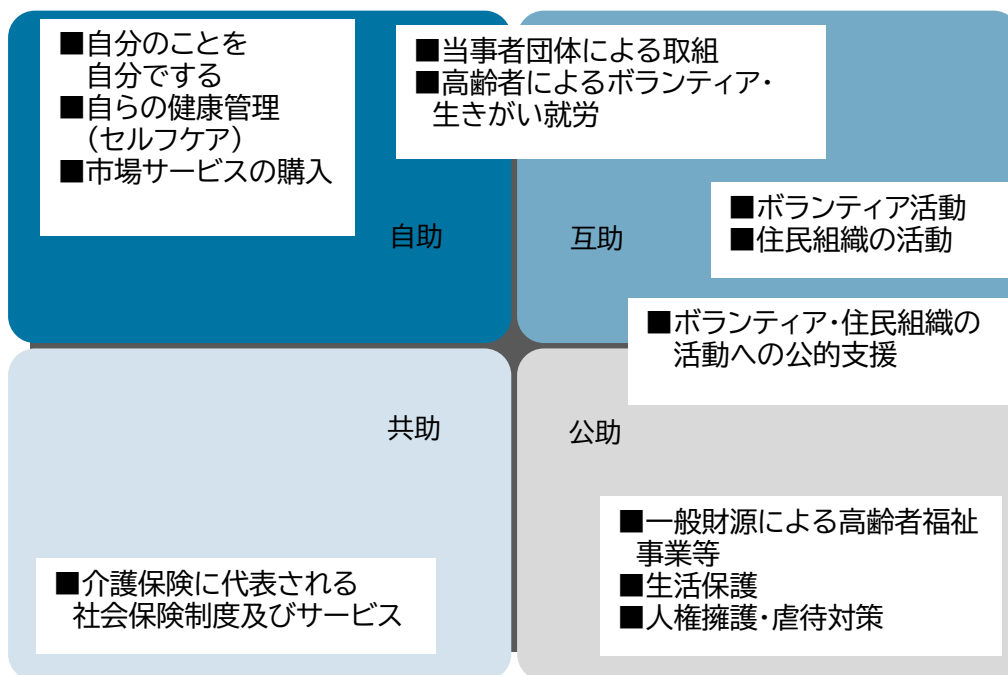 ■自分のことを
自分でする
■自らの健康管理
(セルフケア)
■市場サービスの購入
自助
■当事者団体による取組
■高齢者によるボランティア・
生きがい就労
互助
■ボランティア活動
■住民組織の活動
■ボランティア・住民組織の
活動への公的支援
共助
■介護保険に代表される
社会保険制度及びサービス
公助
■一般財源による高齢者福祉
事業等
■生活保護
■人権擁護・虐待対策